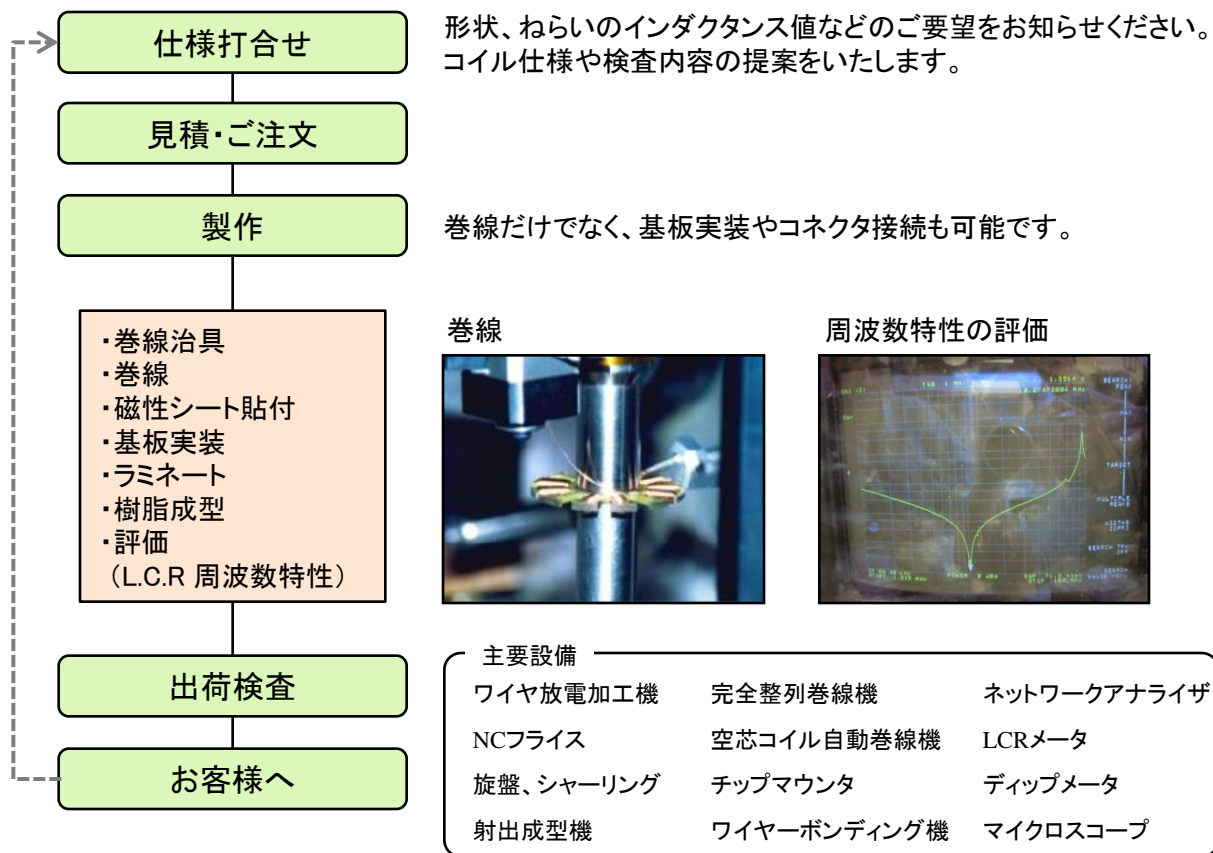 仕様打合せ
形状、ねらいのインダクタンス値などのご要望をお知らせください。
コイル仕様や検査内容の提案をいたします。
見積・ご注文
製作
巻線だけでなく、基板実装やコネクタ接続も可能です。
・巻線治具
・巻線
・磁性シート貼付
・基板実装
・ラミネート
・樹脂成型
・評価
（L.C.R 周波数特性）
巻線
周波数特性の評価
SEARCH
PEAK
MAX
MIN
TARGET
MULTIPLE
PEAKS
出荷検査
お客様へ
主要設備
ワイヤ放電加工機
完全整列巻線機
ネットワークアナライザ
NCフライス
空芯コイル自動巻線機
LCRメータ
旋盤、シャーリング
チップマウンタ
ディップメータ
射出成型機
ワイヤーボンディング機
マイクロスコープ